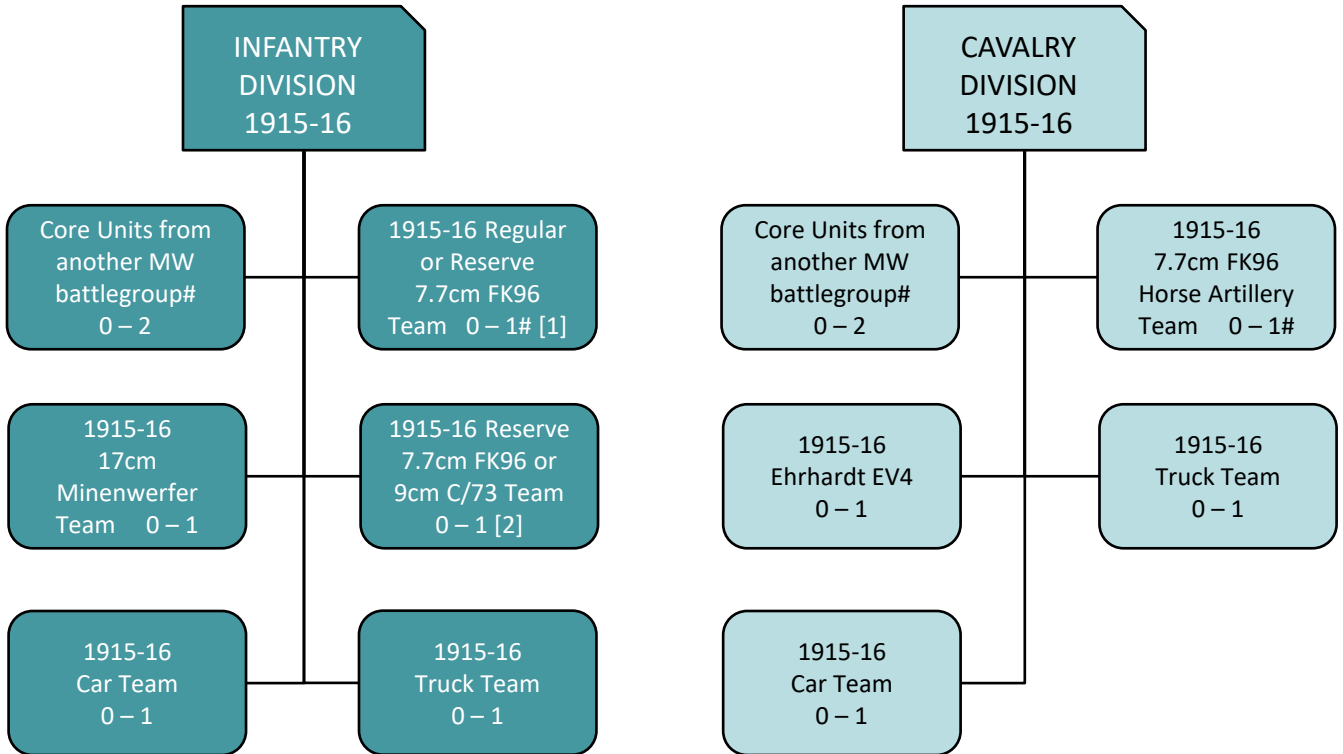 INFANTRY
DIVISION
1915-16
Core Units from
another MW
battlegroup#
0 – 2
1915-16 Regular
or Reserve
7.7cm FK96
Team 0 – 1# [1]
1915-16
17cm
Minenwerfer
Team 0 – 1
1915-16 Reserve
7.7cm FK96 or
9cm C/73 Team
0 – 1 [2]
1915-16
Car Team
0 – 1
1915-16
Truck Team
0 – 1
CAVALRY
DIVISION
1915-16
Core Units from
another MW
battlegroup#
0 – 2
1915-16
7.7cm FK96
Horse Artillery
Team 0 – 1#
1915-16
Ehrhardt EV4
0 – 1
1915-16
Truck Team
0 – 1
1915-16
Car Team
0 – 1